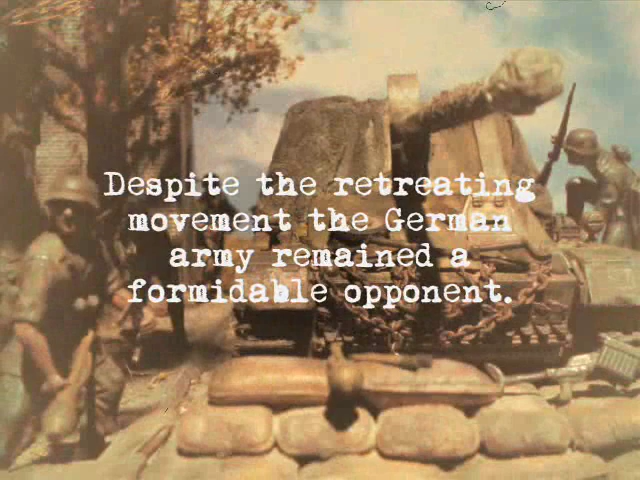 Despite the retreating
movement the German
army remained a
formidable opponent.